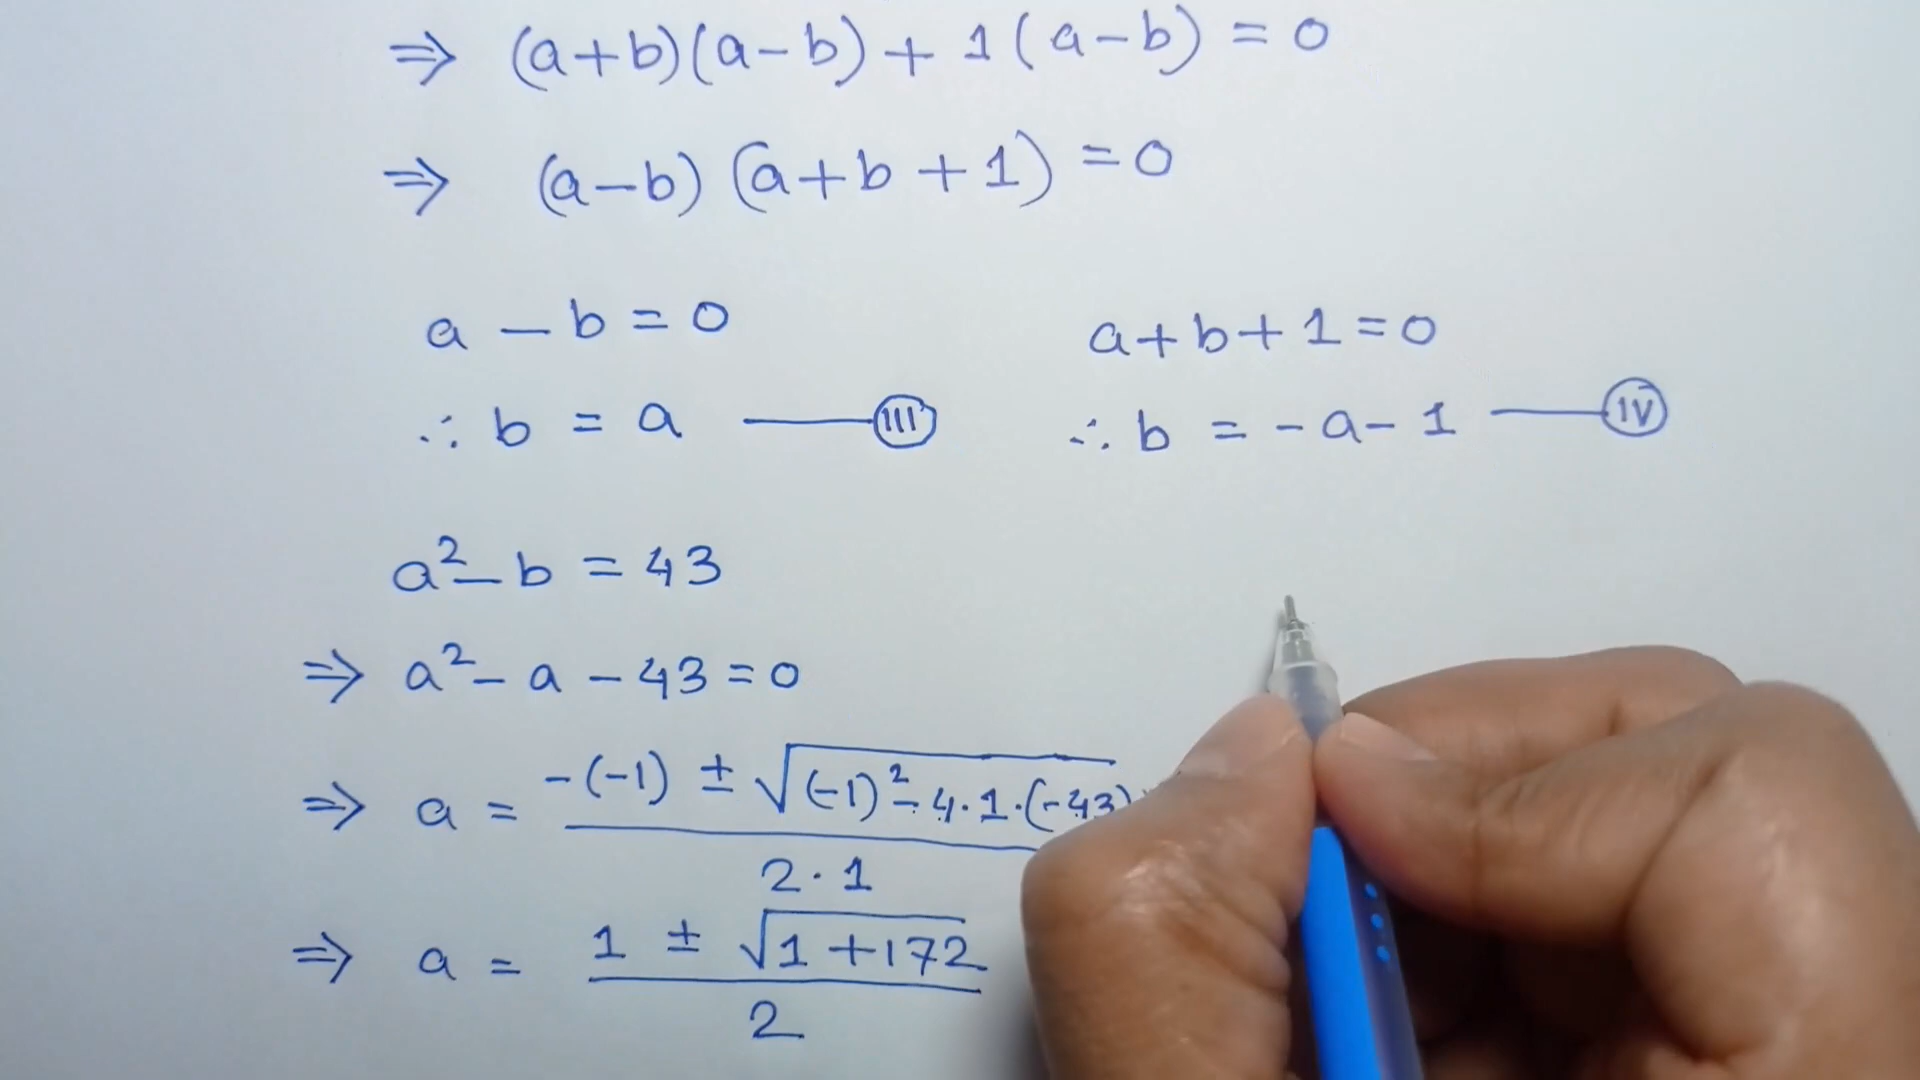 ⇒ (a+b)(a-b) + 1(a-b) = 0
⇒ (a-b) (a+b+1) = 0
a - b = 0
∴ b = a —— III
a+b+1=0
∴ b = -a-1 —— IV
a² - b = 43
⇒ a² - a - 43 = 0
⇒ a = -(-1) ± √(-1)² - 4·1·(-43)
2·1
⇒ a = 1 ± √1+172
2